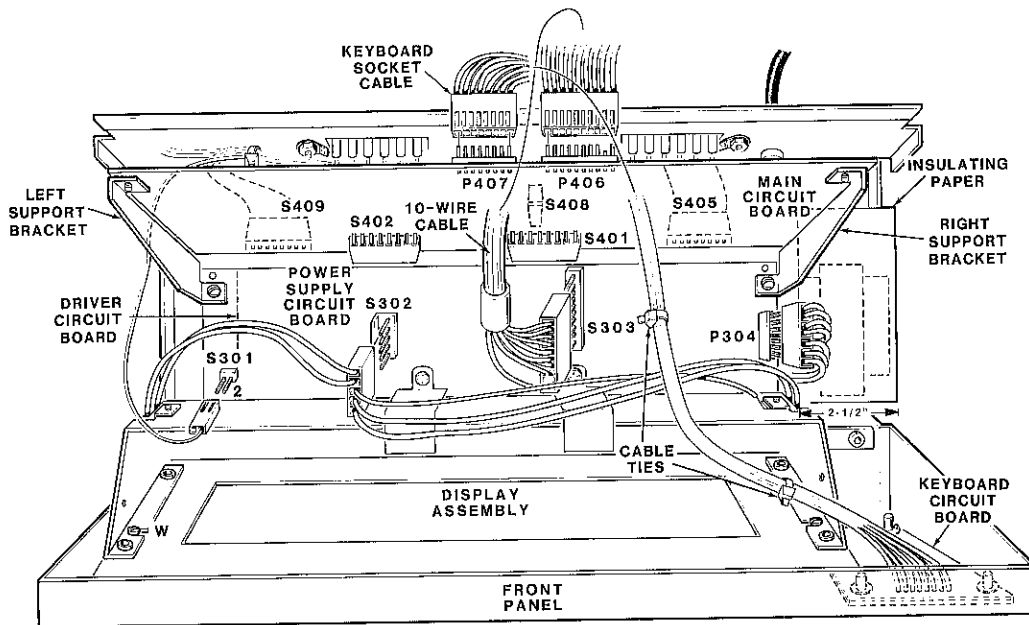 KEYBOARD
SOCKET
CABLE
P407
P406
INSULATING
PAPER
LEFT
SUPPORT
BRACKET
S409
S402
10-WIRE
CABLE
S408
S401
S405
MAIN
CIRCUIT
BOARD
RIGHT
SUPPORT
BRACKET
DRIVER
CIRCUIT
BOARD
POWER
SUPPLY
CIRCUIT
BOARD
S302
S303
P304
S301
2
2-1/2"
CABLE
TIES
KEYBOARD
CIRCUIT
BOARD
DISPLAY
ASSEMBLY
W
FRONT
PANEL